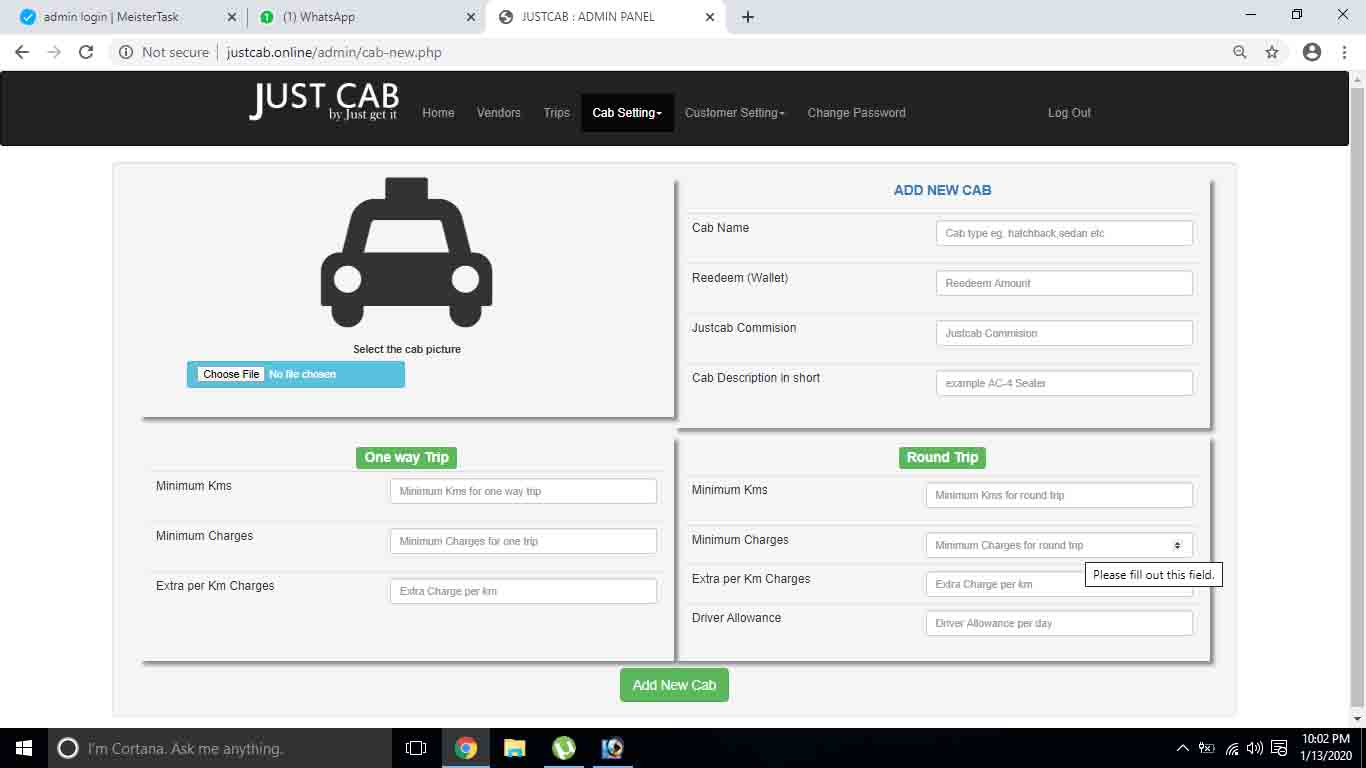 admin login | MeisterTask
(1) WhatsApp
JUSTCAB : ADMIN PANEL
Not secure
justcab.online/admin/cab-new.php
JUST CAB
by Just get it
Home
Vendors
Trips
Cab Setting
Customer Setting
Change Password
Log Out
Select the cab picture
Choose File No file chosen
ADD NEW CAB
Cab Name
Cab type eg. hatchback,sedan etc
Reedeem (Wallet)
Reedeem Amount
Justcab Commision
Justcab Commision
Cab Description in short
example AC-4 Seater
One way Trip
Minimum Kms
Minimum Kms for one way trip
Minimum Charges
Minimum Charges for one trip
Extra per Km Charges
Extra Charge per km
Round Trip
Minimum Kms
Minimum Kms for round trip
Minimum Charges
Minimum Charges for round trip
Please fill out this field.
Extra per Km Charges
Extra Charge per km
Driver Allowance
Driver Allowance per day
Add New Cab
I'm Cortana. Ask me anything.
10:02 PM
1/13/2020